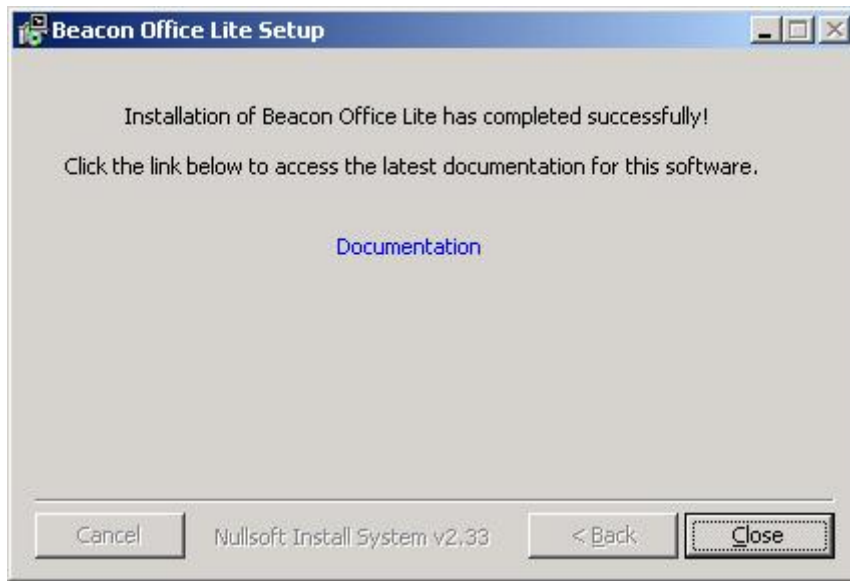 Beacon Office Lite Setup
Installation of Beacon Office Lite has completed successfully!
Click the link below to access the latest documentation for this software.
Documentation
Cancel
Nullsoft Install System v2.33
< Back
Close